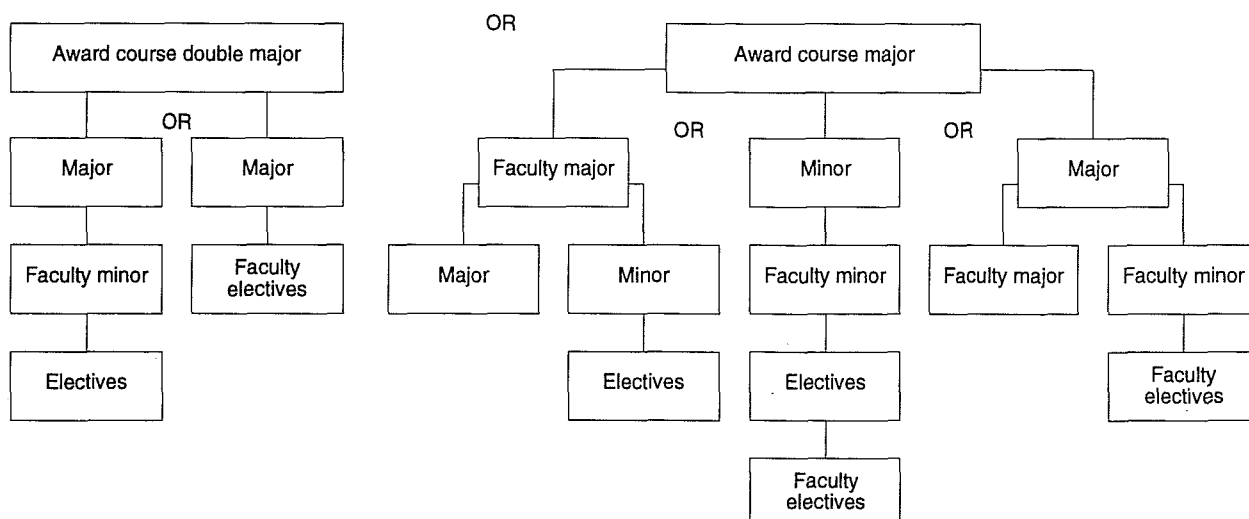 OR
Award course double major
Award course major
OR
OR
OR
Major
Major
Faculty major
Minor
Major
Faculty minor
Faculty
electives
Major
Minor
Faculty minor
Faculty major
Faculty minor
Electives
Electives
Electives
Faculty
electives
Faculty
electives